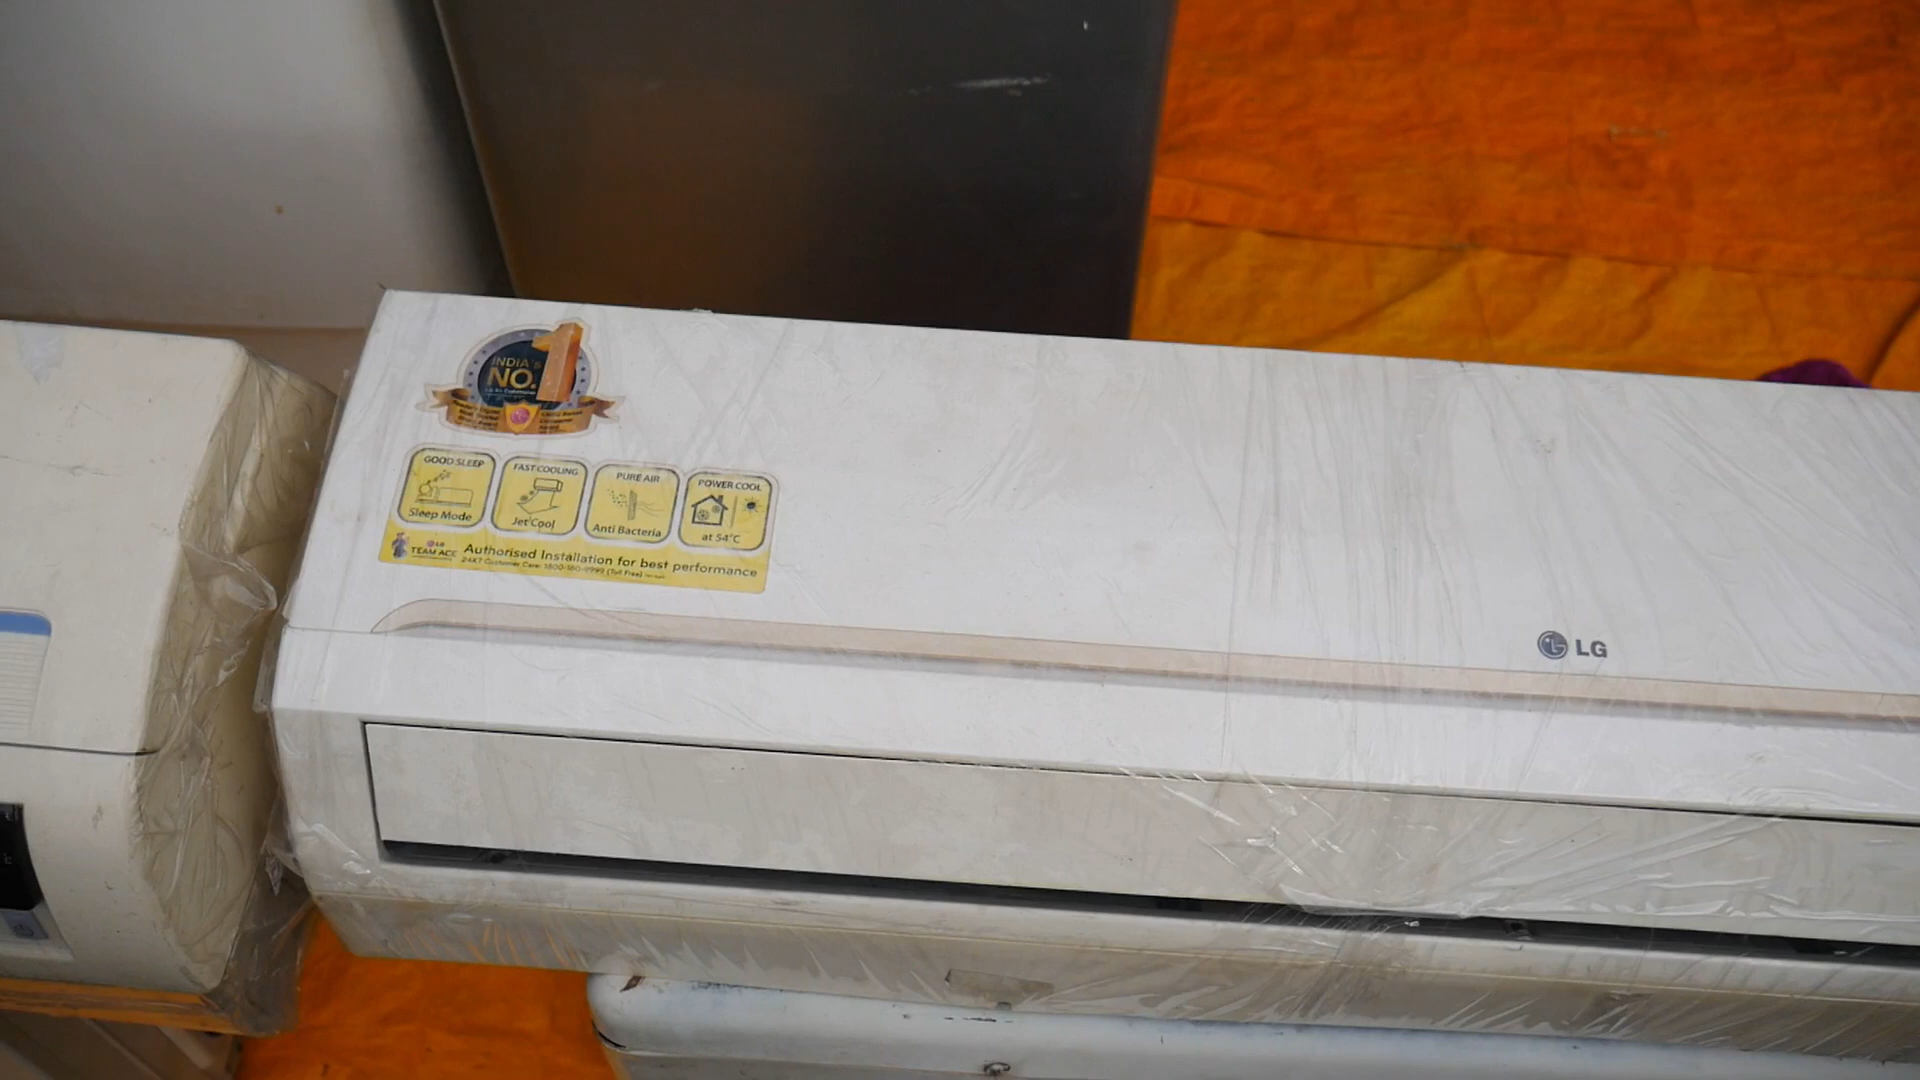 INDIA's
NO. 1
GOOD SLEEP
Sleep Mode
FAST COOLING
Jet Cool
PURE AIR
Anti Bacteria
POWER COOL
at 54°C
LG
TEAM ACE
Authorised Installation for best performance
24X7 Customer Care: 1800-180-9999 (Toll Free)
LG